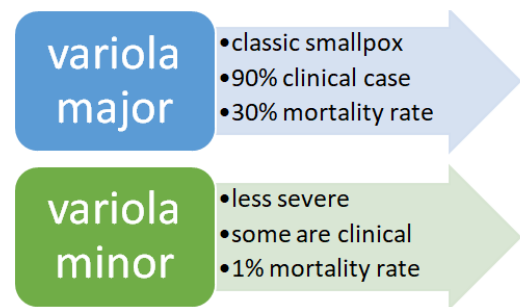 variola
major
•classic smallpox
•90% clinical case
•30% mortality rate
variola
minor
•less severe
•some are clinical
•1% mortality rate